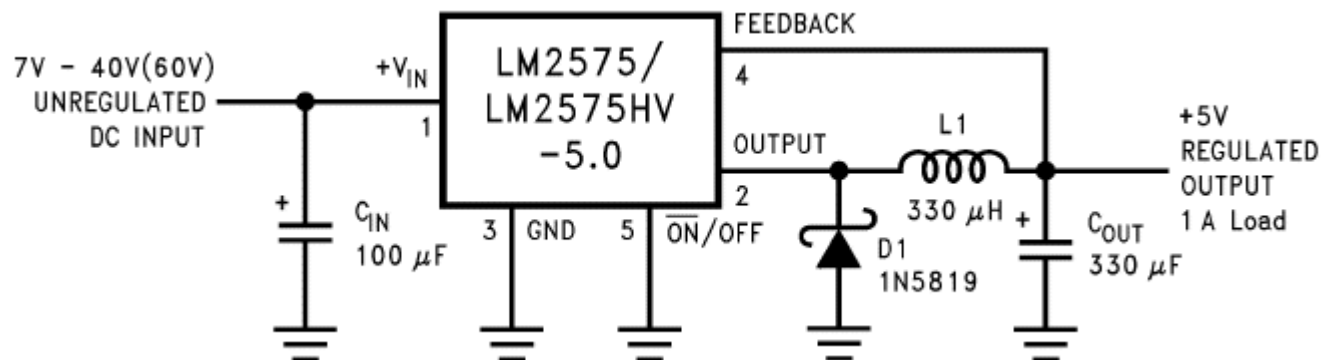 7V - 40V(60V)
UNREGULATED
DC INPUT
+VIN
1
LM2575/
LM2575HV
-5.0
FEEDBACK
4
OUTPUT
2
L1
330 μH
+5V
REGULATED
OUTPUT
1 A Load
+
CIN
100 μF
3
GND
5
ON/OFF
D1
1N5819
+
COUT
330 μF